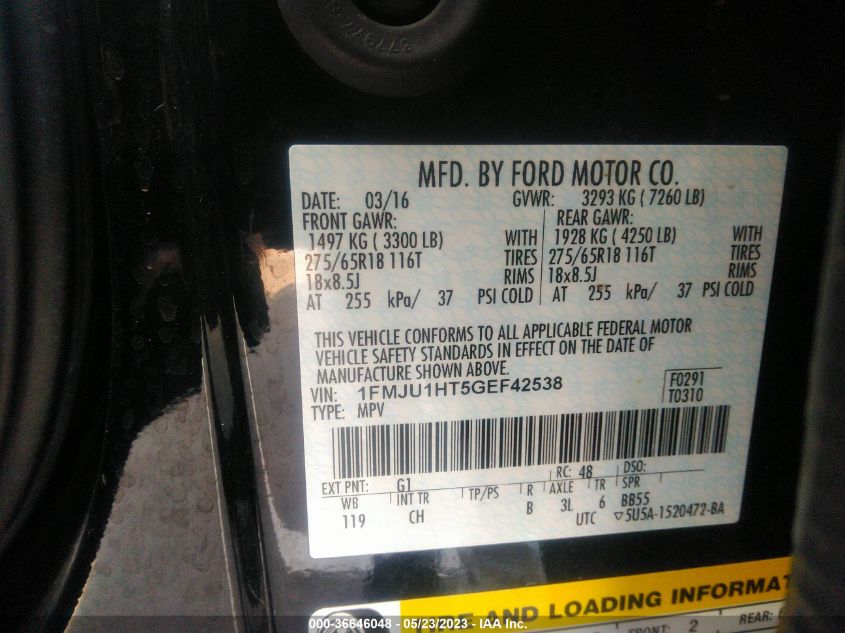 MFD. BY FORD MOTOR CO.
DATE: 03/16 GVWR: 3293 KG ( 7260 LB)
FRONT GAWR: REAR GAWR:
1497 KG ( 3300 LB) WITH 1928 KG ( 4250 LB) WITH
275/65R18 116T TIRES 275/65R18 116T TIRES
18x8.5J RIMS 18x8.5J RIMS
AT 255 kPa/ 37 PSI COLD AT 255 kPa/ 37 PSI COLD
THIS VEHICLE CONFORMS TO ALL APPLICABLE FEDERAL MOTOR
VEHICLE SAFETY STANDARDS IN EFFECT ON THE DATE OF
MANUFACTURE SHOWN ABOVE.
VIN: 1FMJU1HT5GEF42538 F0291
TYPE: MPV T0310
EXT PNT: G1 RC: 48 DSO:
WB INT TR TP/PS R AXLE TR SPR
119 CH B 3L 6 BB55
UTC ▽5U5A-1520472-BA
TIRE AND LOADING INFORMAT
FRONT: 2 REAR:
000-36646048 - 05/23/2023 - IAA Inc.